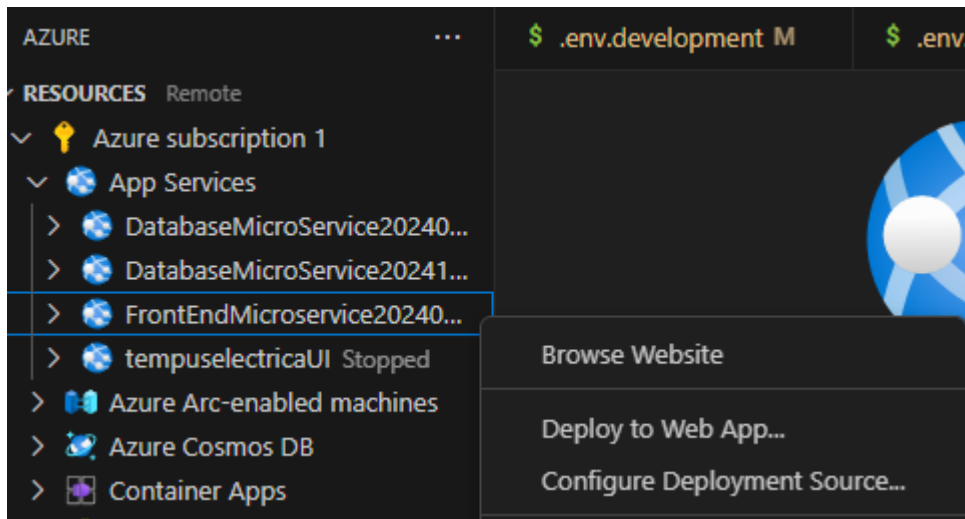 AZURE ...
$ .env.development M $ .env.
RESOURCES Remote
Azure subscription 1
App Services
DatabaseMicroService20240...
DatabaseMicroService20241...
FrontEndMicroservice20240...
tempuselectricaUI Stopped
Azure Arc-enabled machines
Azure Cosmos DB
Container Apps
Browse Website
Deploy to Web App...
Configure Deployment Source...